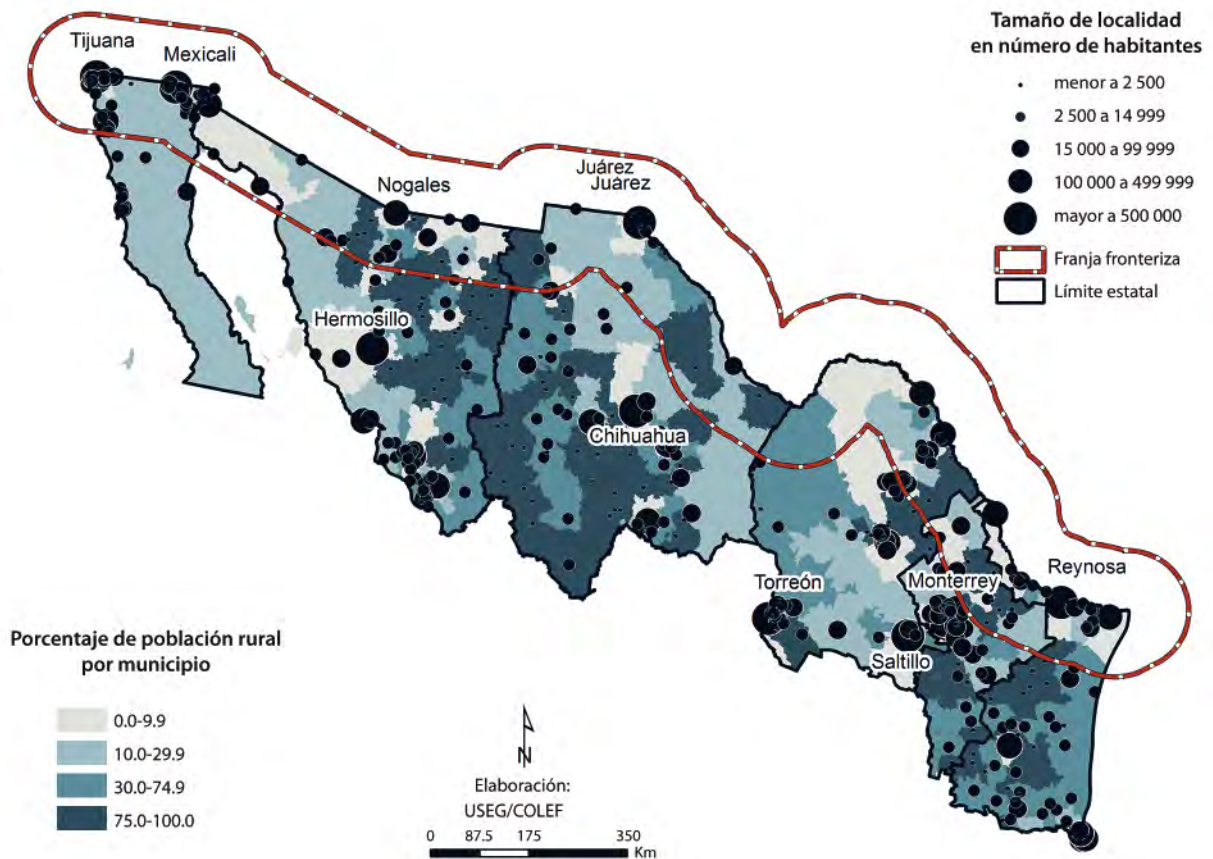 Tijuana
Mexicali
Nogales
Juárez
Juárez
Hermosillo
Chihuahua
Torreón
Monterrey
Reynosa
Saltillo
Tamaño de localidad
en número de habitantes
menor a 2 500
2 500 a 14 999
15 000 a 99 999
100 000 a 499 999
mayor a 500 000
Franja fronteriza
Límite estatal
Porcentaje de población rural
por municipio
0.0-9.9
10.0-29.9
30.0-74.9
75.0-100.0
N
Elaboración:
USEG/COLEF
0 87.5 175 350
Km